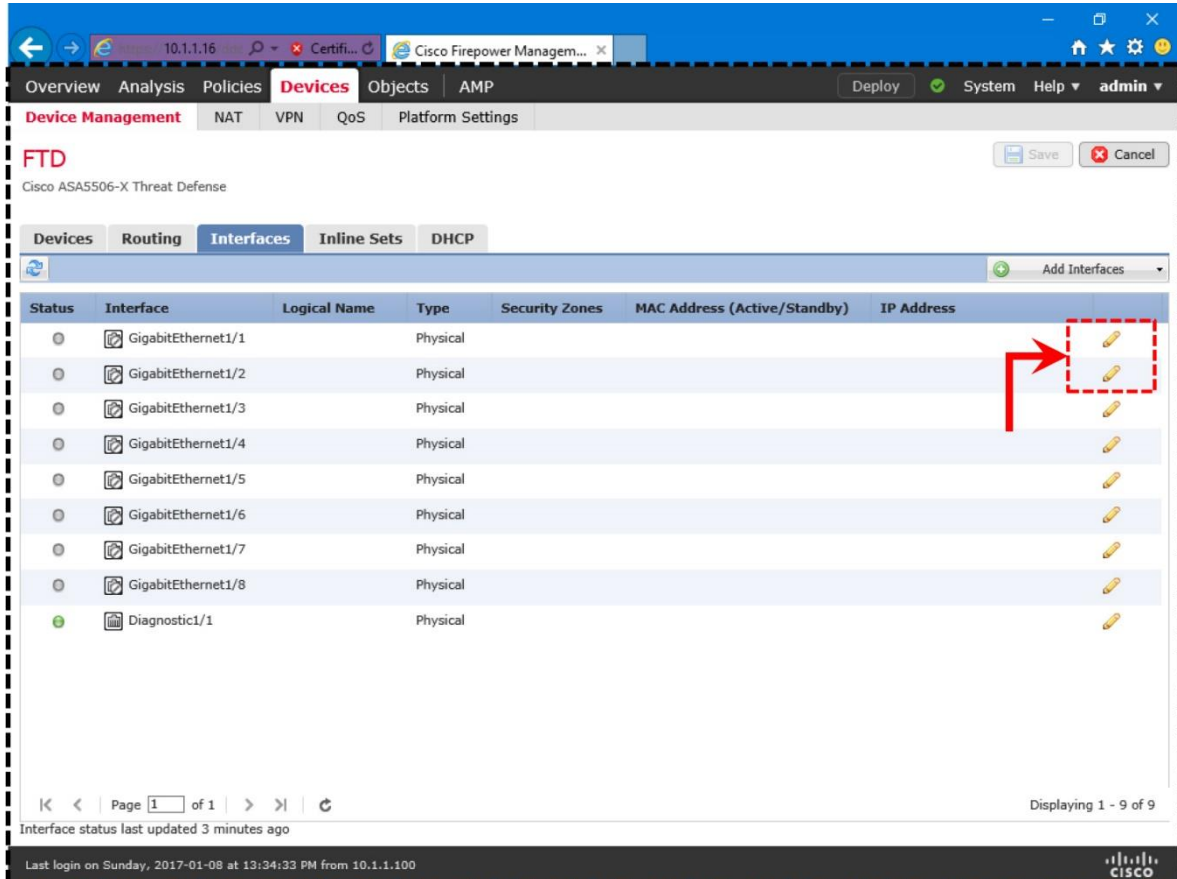 10.1.1.16 Certifi... Cisco Firepower Managem...
Overview Analysis Policies Devices Objects AMP Deploy System Help admin
Device Management NAT VPN QoS Platform Settings
FTD Save Cancel
Cisco ASA5506-X Threat Defense
Devices Routing Interfaces Inline Sets DHCP
Add Interfaces
Status Interface Logical Name Type Security Zones MAC Address (Active/Standby) IP Address
GigabitEthernet1/1 Physical
GigabitEthernet1/2 Physical
GigabitEthernet1/3 Physical
GigabitEthernet1/4 Physical
GigabitEthernet1/5 Physical
GigabitEthernet1/6 Physical
GigabitEthernet1/7 Physical
GigabitEthernet1/8 Physical
Diagnostic1/1 Physical
Page 1 of 1 Displaying 1 - 9 of 9
Interface status last updated 3 minutes ago
Last login on Sunday, 2017-01-08 at 13:34:33 PM from 10.1.1.100
CISCO